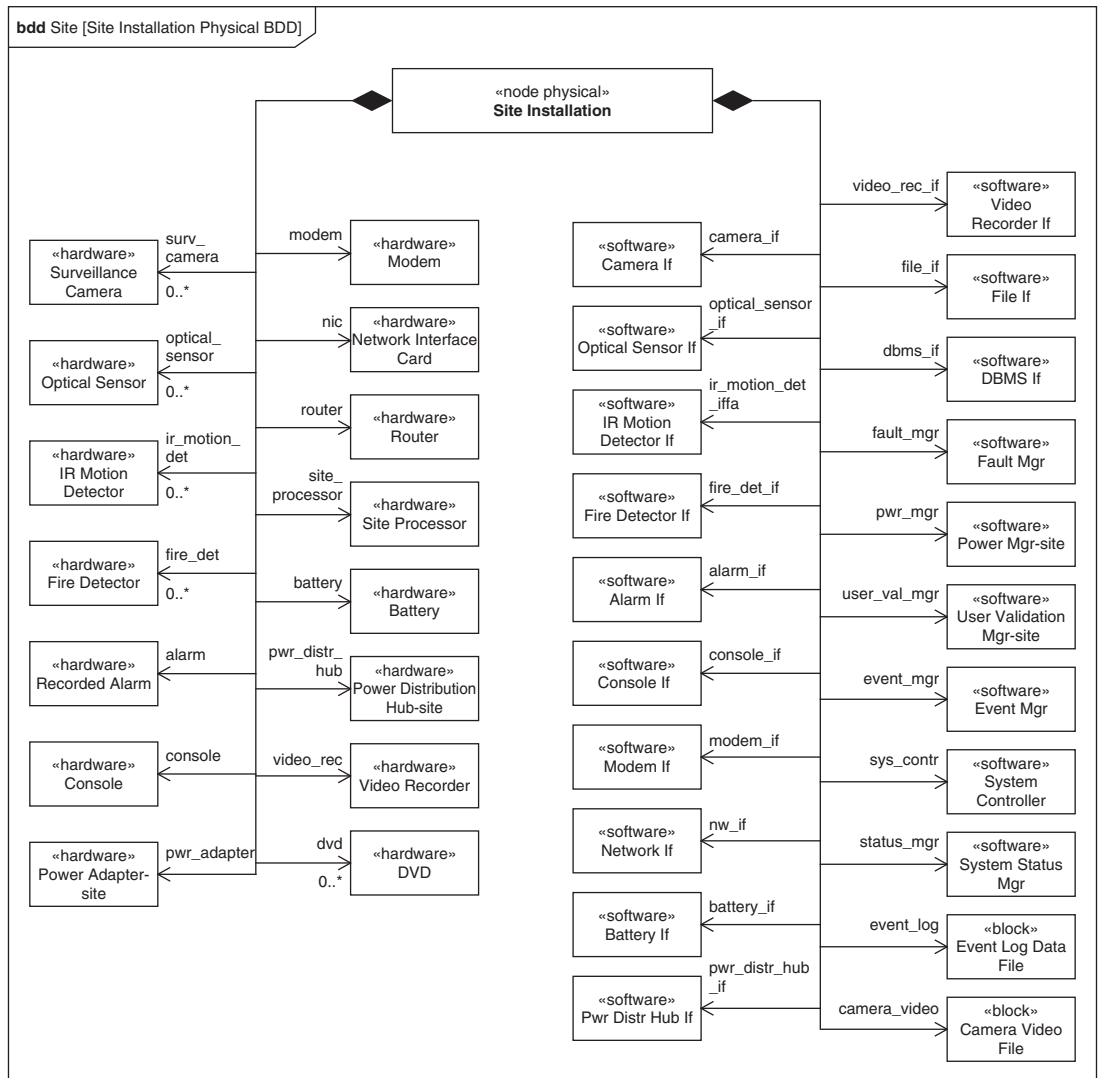 bdd Site [Site Installation Physical BDD]
«node physical»
Site Installation
surv_
camera
0..*
«hardware»
Surveillance
Camera
optical_
sensor
0..*
«hardware»
Optical Sensor
ir_motion_
det
0..*
«hardware»
IR Motion
Detector
fire_det
0..*
«hardware»
Fire Detector
alarm
«hardware»
Recorded Alarm
console
«hardware»
Console
pwr_adapter
«hardware»
Power Adapter-
site
modem
«hardware»
Modem
nic
«hardware»
Network Interface
Card
router
«hardware»
Router
site_
processor
«hardware»
Site Processor
battery
«hardware»
Battery
pwr_distr_
hub
«hardware»
Power Distribution
Hub-site
video_rec
«hardware»
Video Recorder
dvd
0..*
«hardware»
DVD
camera_if
«software»
Camera If
optical_sensor
_if
«software»
Optical Sensor If
ir_motion_det
_iffa
«software»
IR Motion
Detector If
fire_det_if
«software»
Fire Detector If
alarm_if
«software»
Alarm If
console_if
«software»
Console If
modem_if
«software»
Modem If
nw_if
«software»
Network If
battery_if
«software»
Battery If
pwr_distr_hub
_if
«software»
Pwr Distr Hub If
video_rec_if
«software»
Video
Recorder If
file_if
«software»
File If
dbms_if
«software»
DBMS If
fault_mgr
«software»
Fault Mgr
pwr_mgr
«software»
Power Mgr-site
user_val_mgr
«software»
User Validation
Mgr-site
event_mgr
«software»
Event Mgr
sys_contr
«software»
System
Controller
status_mgr
«software»
System Status
Mgr
event_log
«block»
Event Log Data
File
camera_video
«block»
Camera Video
File